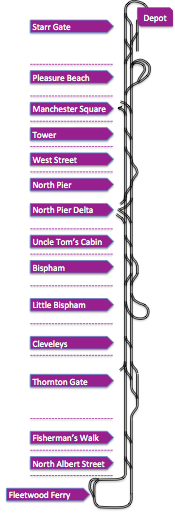 Depot
Starr Gate
Pleasure Beach
Manchester Square
Tower
West Street
North Pier
North Pier Delta
Uncle Tom's Cabin
Bispham
Little Bispham
Cleveleys
Thornton Gate
Fisherman's Walk
North Albert Street
Fleetwood Ferry